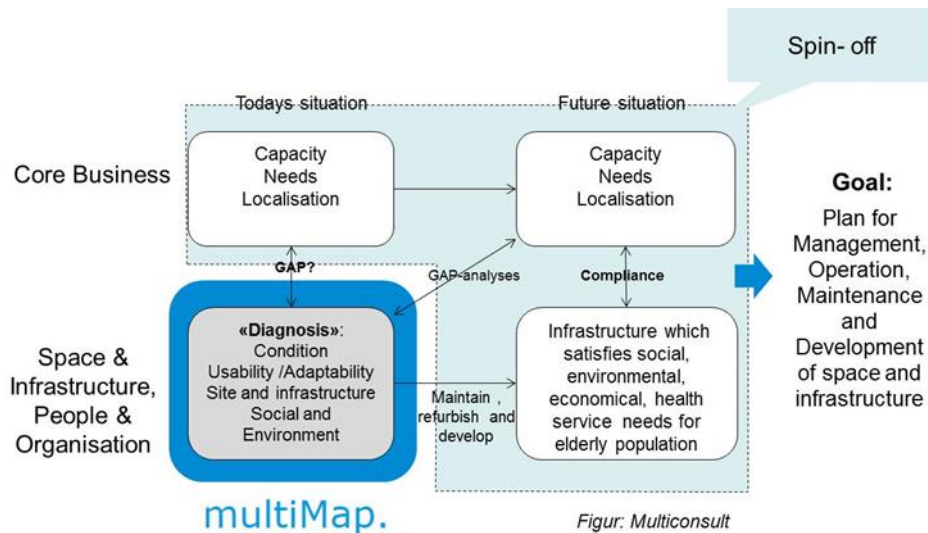 Spin- off
Todays situation
Future situation
Core Business
Capacity
Needs
Localisation
Capacity
Needs
Localisation
Goal:
Plan for
Management,
Operation,
Maintenance
and
Development
of space and
infrastructure
GAP?
GAP-analyses
Compliance
Space &
Infrastructure,
People &
Organisation
«Diagnosis»:
Condition
Usability /Adaptability
Site and infrastructure
Social and
Environment
Maintain ,
refurbish and
develop
Infrastructure which
satisfies social,
environmental,
economical, health
service needs for
elderly population
multiMap.
Figur: Multiconsult